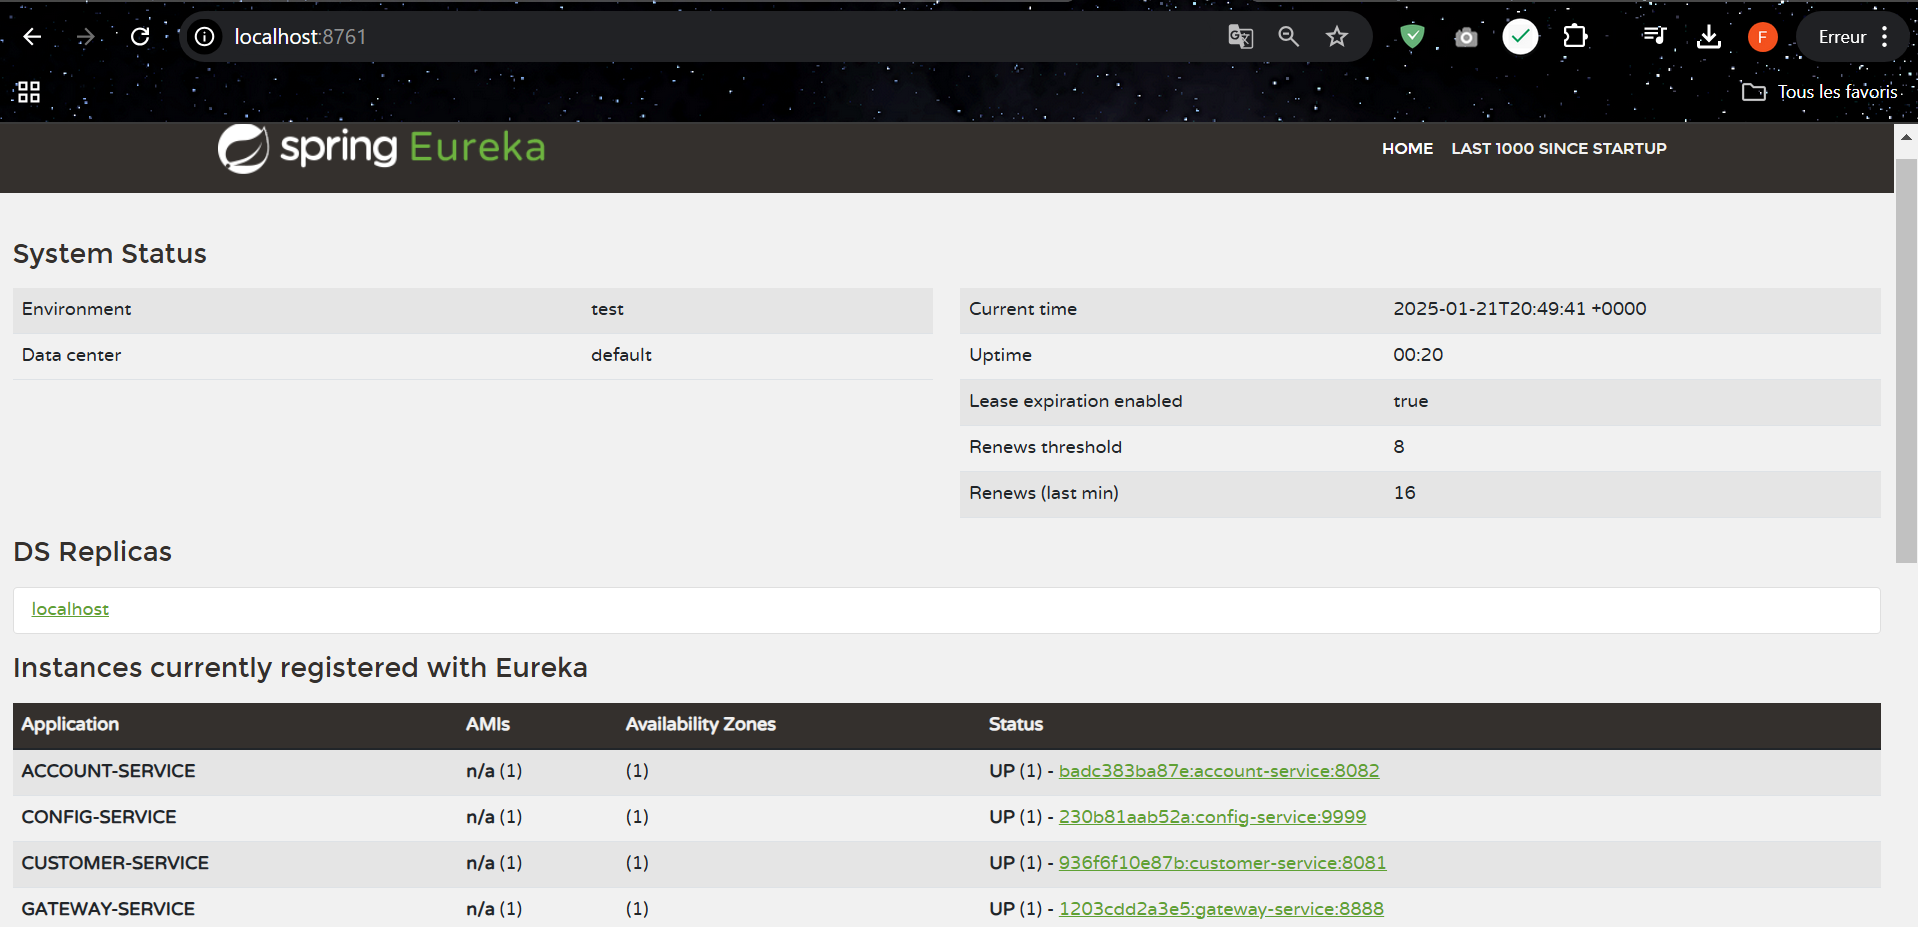 localhost:8761
Erreur
F
Tous les favoris
spring Eureka
HOME LAST 1000 SINCE STARTUP
System Status
Environment test
Data center default
Current time 2025-01-21T20:49:41 +0000
Uptime 00:20
Lease expiration enabled true
Renews threshold 8
Renews (last min) 16
DS Replicas
localhost
Instances currently registered with Eureka
Application AMIs Availability Zones Status
ACCOUNT-SERVICE n/a (1) (1) UP (1) - badc383ba87e:account-service:8082
CONFIG-SERVICE n/a (1) (1) UP (1) - 230b81aab52a:config-service:9999
CUSTOMER-SERVICE n/a (1) (1) UP (1) - 936f6f10e87b:customer-service:8081
GATEWAY-SERVICE n/a (1) (1) UP (1) - 1203cdd2a3e5:gateway-service:8888